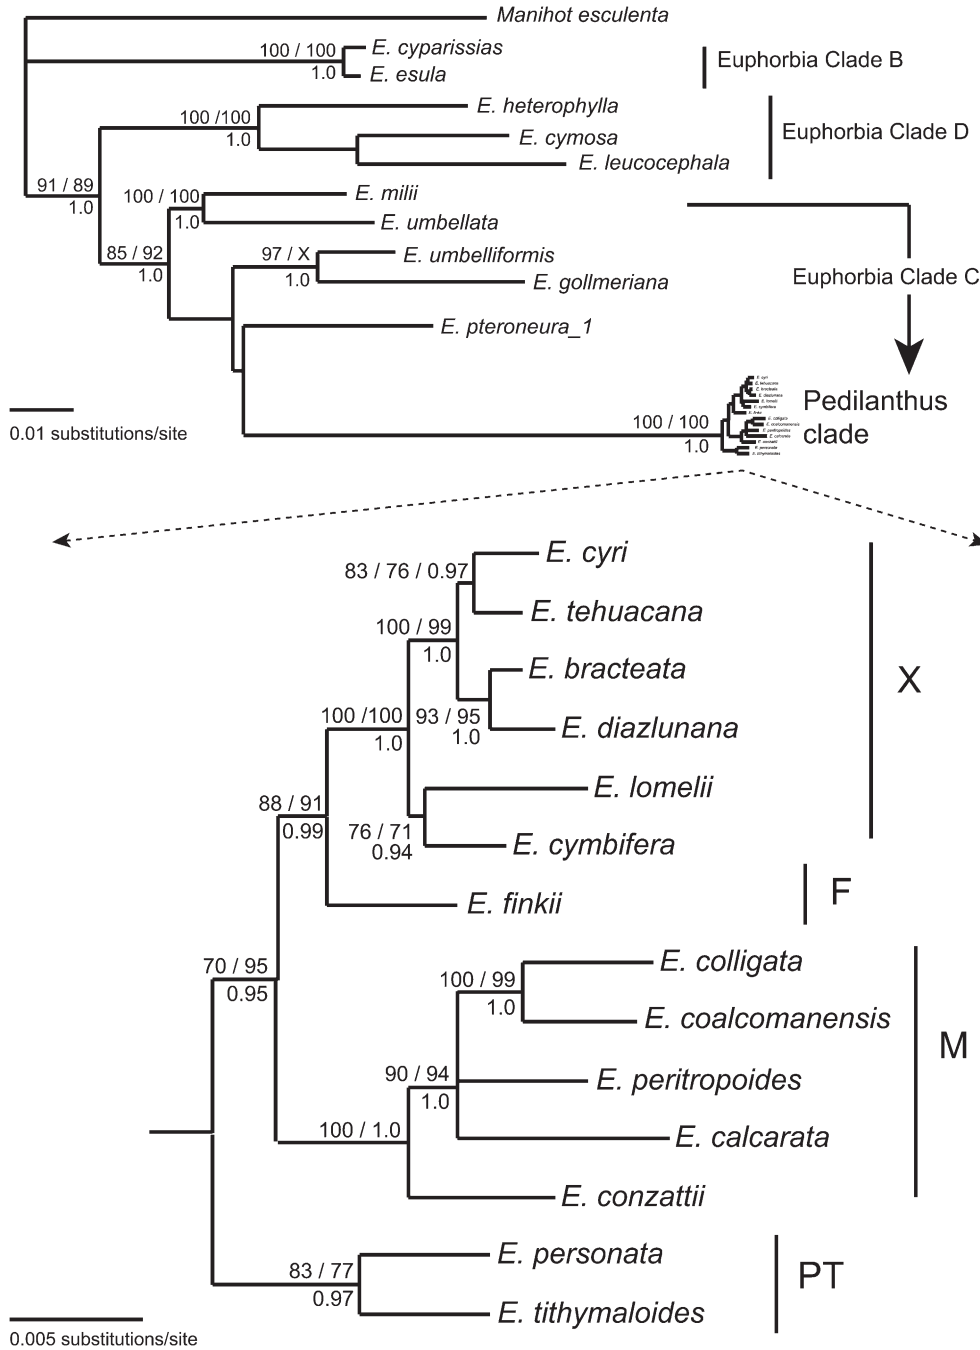 Manihot esculenta
100 / 100
1.0
E. cyparissias
E. esula
Euphorbia Clade B
100 /100
1.0
E. heterophylla
E. cymosa
E. leucocephala
Euphorbia Clade D
91 / 89
1.0
100 / 100
1.0
E. milii
E. umbellata
85 / 92
1.0
97 / X
1.0
E. umbelliformis
E. gollmeriana
Euphorbia Clade C
E. pteroneura_1
100 / 100
1.0
Pedilanthus
clade
0.01 substitutions/site
83 / 76 / 0.97
E. cyri
E. tehuacana
100 / 99
1.0
E. bracteata
93 / 95
1.0
E. diazlunana
X
100 /100
1.0
E. lomelii
88 / 91
0.99
76 / 71
0.94
E. cymbifera
E. finkii
F
70 / 95
0.95
100 / 99
1.0
E. colligata
E. coalcomanensis
90 / 94
1.0
E. peritropoides
M
100 / 1.0
E. calcarata
E. conzattii
83 / 77
0.97
E. personata
E. tithymaloides
PT
0.005 substitutions/site